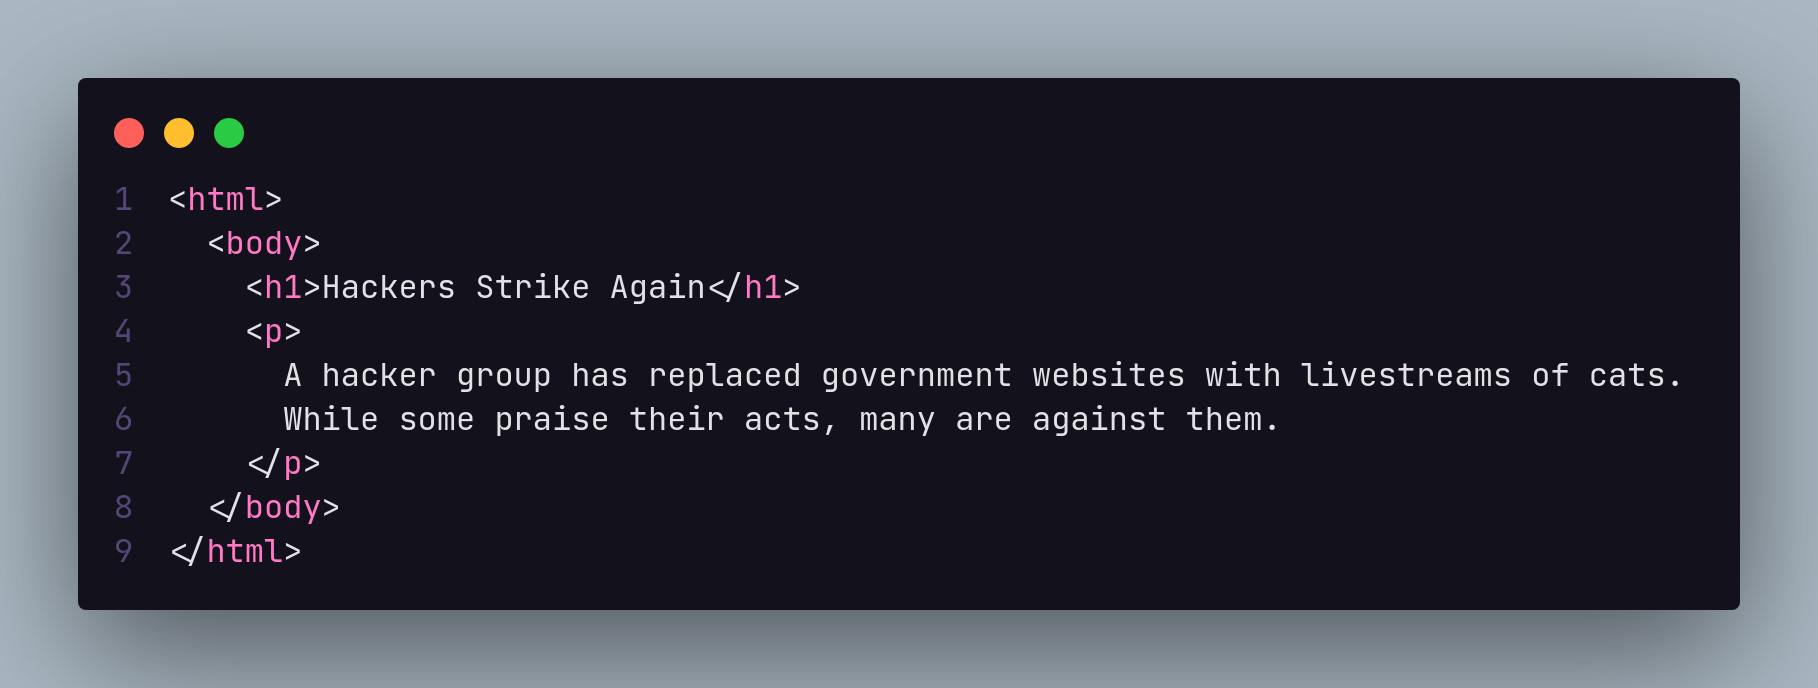 1 <html>
2   <body>
3     <h1>Hackers Strike Again</h1>
4     <p>
5       A hacker group has replaced government websites with livestreams of cats.
6       While some praise their acts, many are against them.
7     </p>
8   </body>
9 </html>